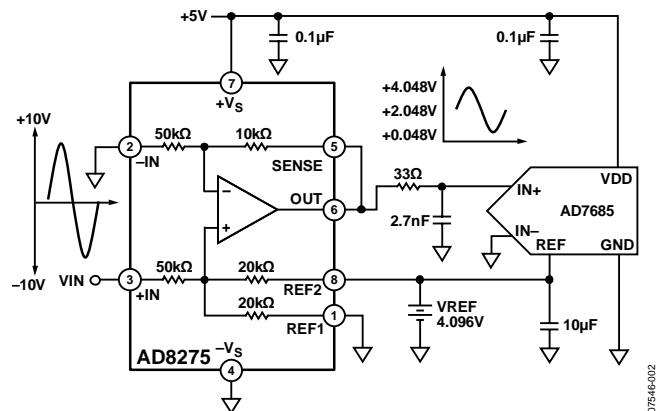 +5V
0.1µF
0.1µF
7
+VS
+4.048V
+2.048V
+0.048V
+10V
50kΩ
10kΩ
2
–IN
5
SENSE
33Ω
VDD
IN+
OUT
6
AD7685
2.7nF
IN–
REF
GND
–10V
VIN
50kΩ
20kΩ
3
+IN
8
REF2
20kΩ
1
REF1
VREF
4.096V
10µF
AD8275
–VS
4
07546-002